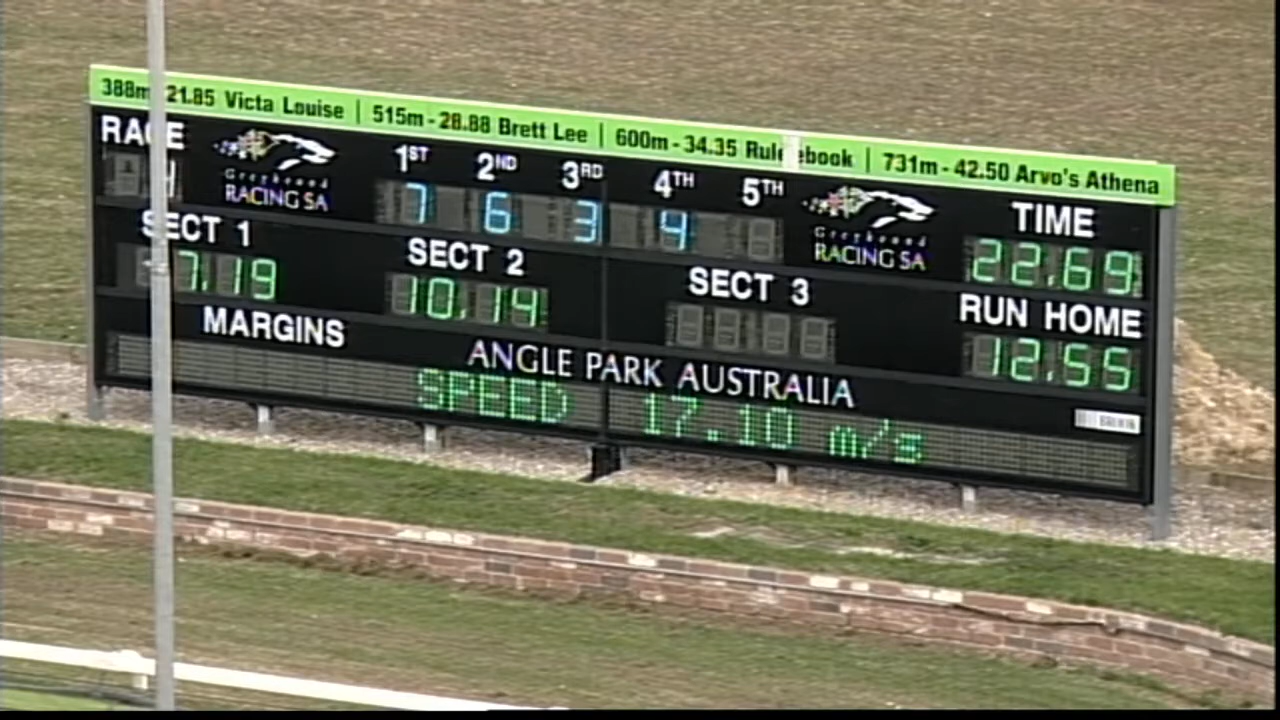 388m 21.85 Victa Louise | 515m - 28.88 Brett Lee | 600m - 34.35 Rule ebook | 731m - 42.50 Arvo's Athena
RACE
Greyhound
RACING SA
1ST 2ND 3RD 4TH 5TH
7 6 3 4
Greyhound
RACING SA
TIME
22.69
SECT 1
7.19
SECT 2
10.14
SECT 3
RUN HOME
12.55
MARGINS
ANGLE PARK AUSTRALIA
SPEED 17.10 m/s